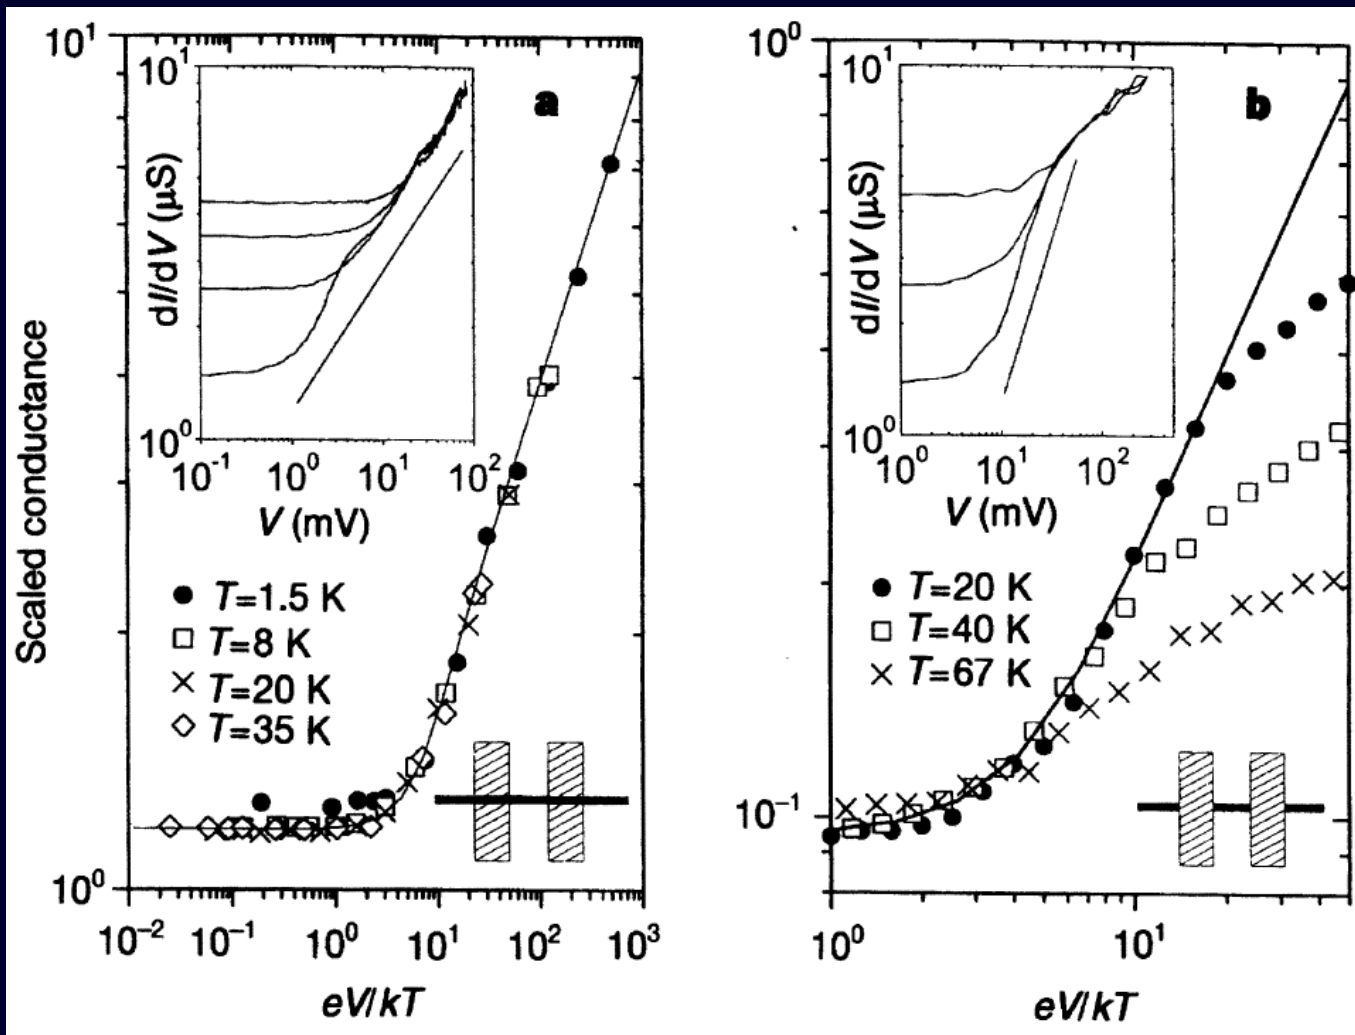 Scaled conductance
10¹
10⁰
a
10¹
10⁰
dI/dV (µS)
10⁻¹ 10⁰ 10¹ 10²
V (mV)
T=1.5 K
T=8 K
T=20 K
T=35 K
10⁻² 10⁻¹ 10⁰ 10¹ 10² 10³
eV/kT
10⁰
10⁻¹
b
10¹
10⁰
dI/dV (µS)
10⁰ 10¹ 10²
V (mV)
T=20 K
T=40 K
T=67 K
10⁰ 10¹
eV/kT